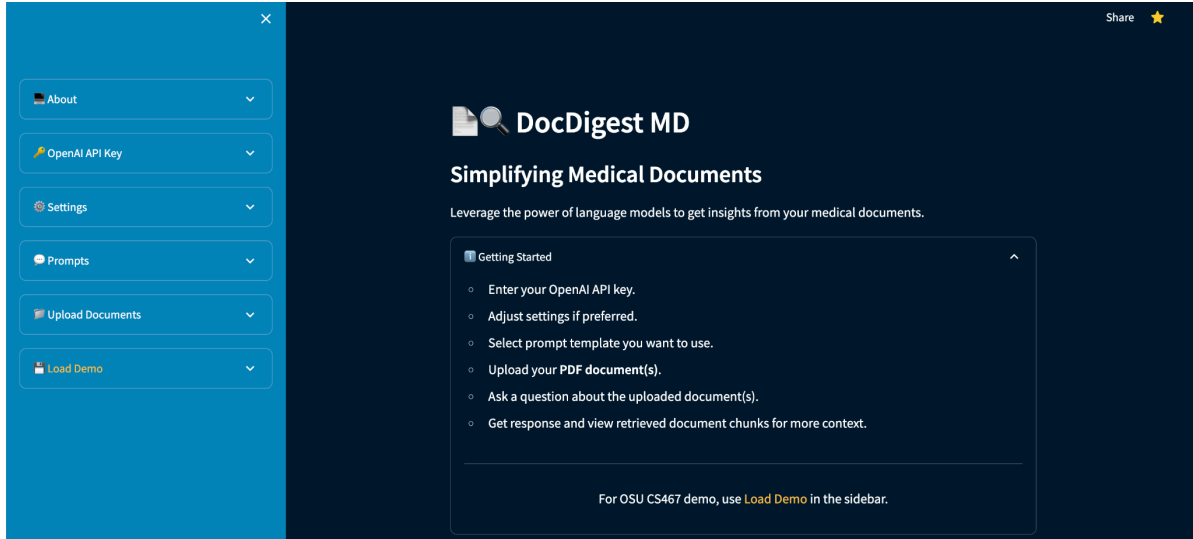 ×
Share
About
OpenAI API Key
Settings
Prompts
Upload Documents
Load Demo
DocDigest MD
Simplifying Medical Documents
Leverage the power of language models to get insights from your medical documents.
Getting Started
Enter your OpenAI API key.
Adjust settings if preferred.
Select prompt template you want to use.
Upload your PDF document(s).
Ask a question about the uploaded document(s).
Get response and view retrieved document chunks for more context.
For OSU CS467 demo, use Load Demo in the sidebar.